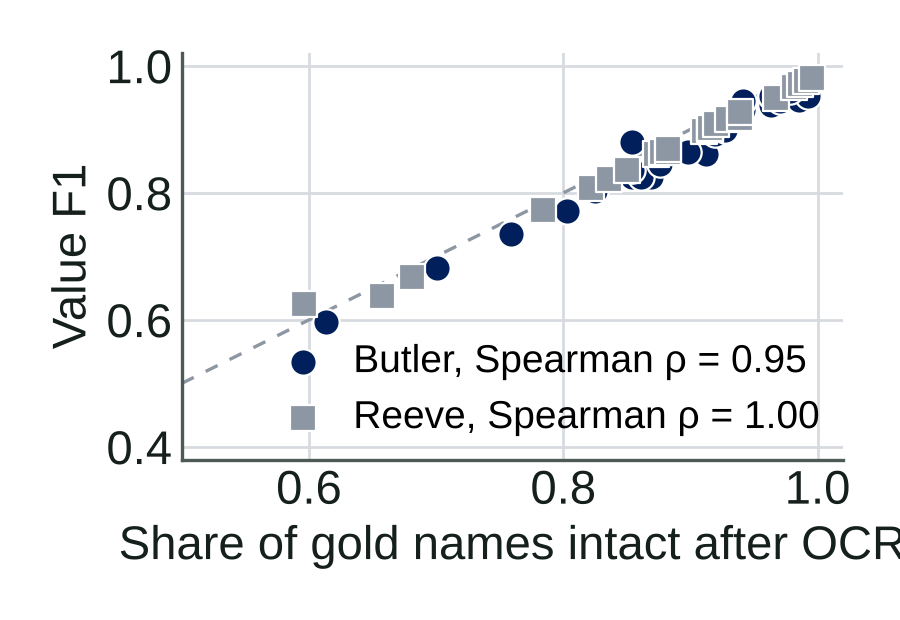 1.0
0.8
0.6
0.4
Value F1
Butler, Spearman ρ = 0.95
Reeve, Spearman ρ = 1.00
0.6 0.8 1.0
Share of gold names intact after OCR